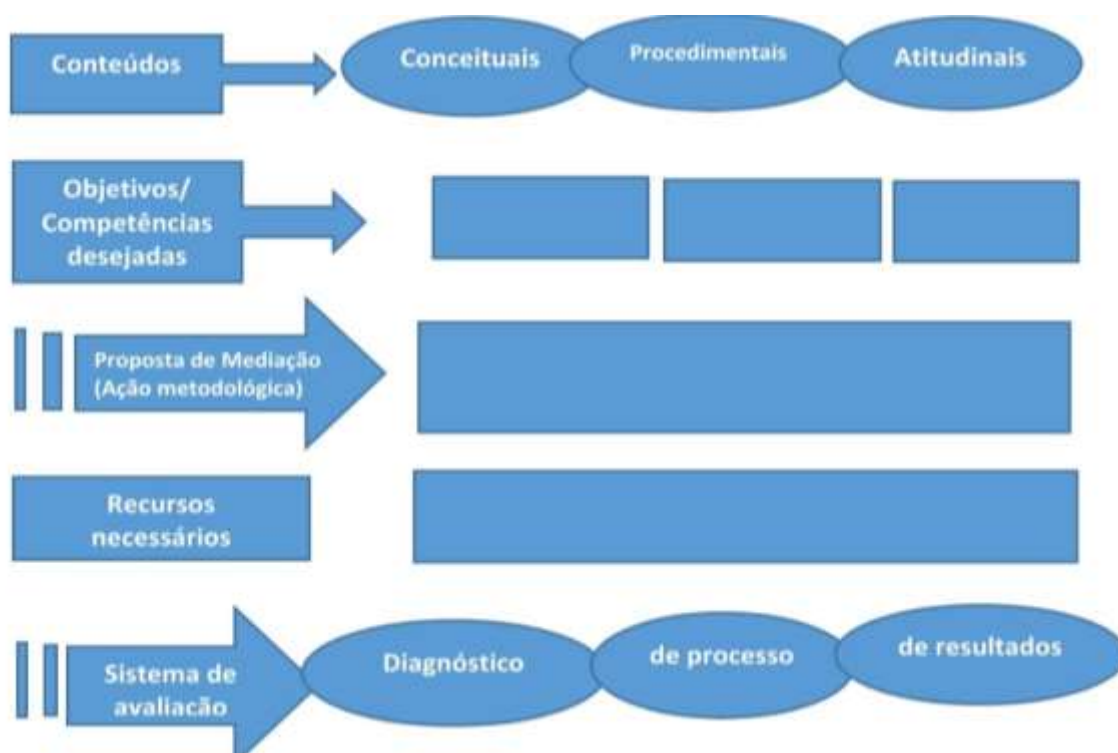 Conteúdos
Conceituais
Procedimentais
Atitudinais
Objetivos/
Competências
desejadas
Proposta de Mediação
(Ação metodológica)
Recursos
necessários
Sistema de
avaliacão
Diagnóstico
de processo
de resultados